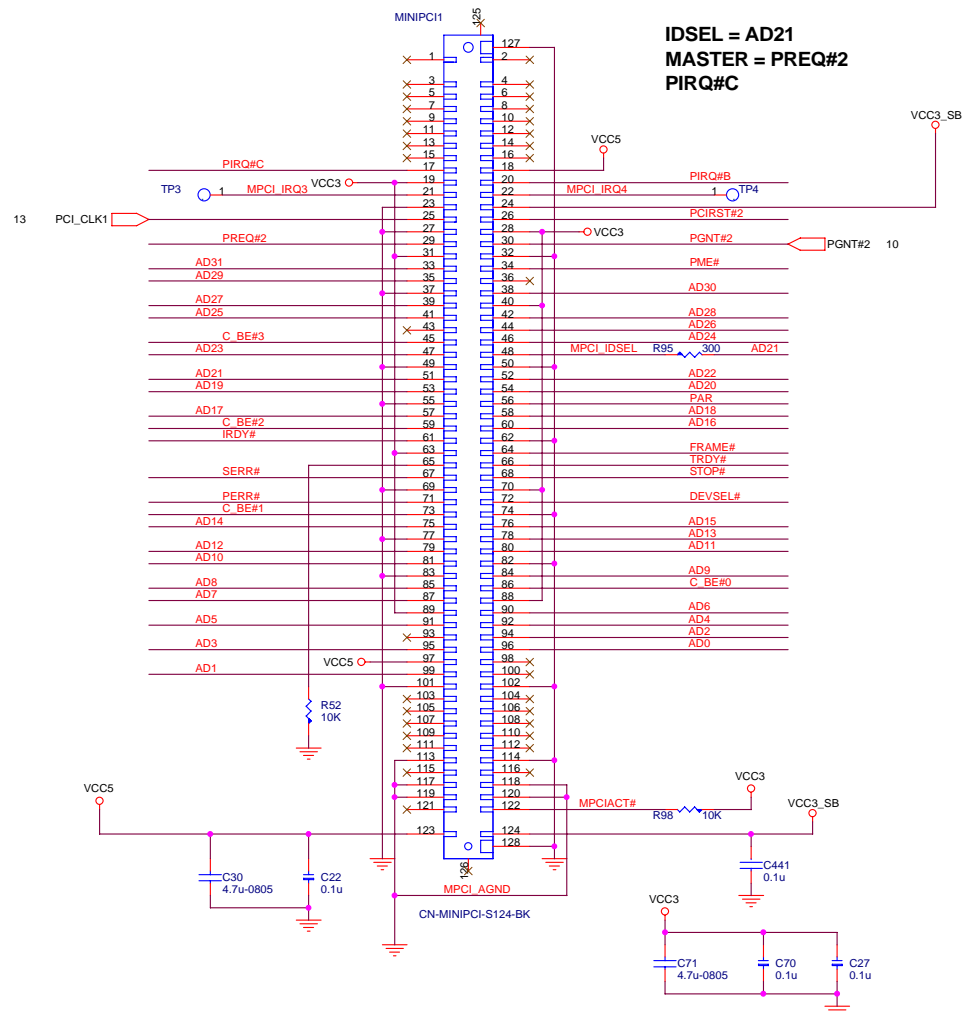 MINIPCI1
125
127
IDSEL = AD21
MASTER = PREQ#2
PIRQ#C
1 2
3 4
5 6
7 8
9 10
11 12
13 14
15 16
VCC5
VCC3_SB
PIRQ#C 17 18
VCC3 19 20 PIRQ#B
TP3 1 MPCI_IRQ3 21 22 MPCI_IRQ4 1 TP4
23 24
13 PCI_CLK1 25 26 PCIRST#2
27 28 VCC3
PREQ#2 29 30 PGNT#2 PGNT#2 10
31 32
AD31 33 34 PME#
AD29 35 36
37 38 AD30
AD27 39 40
AD25 41 42 AD28
43 44 AD26
C_BE#3 45 46 AD24
AD23 47 48 MPCI_IDSEL R95 300 AD21
49 50
AD21 51 52 AD22
AD19 53 54 AD20
55 56 PAR
AD17 57 58 AD18
C_BE#2 59 60 AD16
IRDY# 61 62
63 64 FRAME#
65 66 TRDY#
SERR# 67 68 STOP#
69 70
PERR# 71 72 DEVSEL#
C_BE#1 73 74
AD14 75 76 AD15
77 78 AD13
AD12 79 80 AD11
AD10 81 82
83 84 AD9
AD8 85 86 C_BE#0
AD7 87 88
89 90 AD6
AD5 91 92 AD4
93 94 AD2
AD3 95 96 AD0
VCC5 97 98
AD1 99 100
101 102
103 104
R52
10K
105 106
107 108
109 110
111 112
113 114
115 116
117 118
119 120
121 122 MPCIACT# R98 10K VCC3
VCC5
123 124 VCC3_SB
128
126
C30
4.7u-0805
C22
0.1u
C441
0.1u
MPCI_AGND
CN-MINIPCI-S124-BK
VCC3
C71
4.7u-0805
C70
0.1u
C27
0.1u